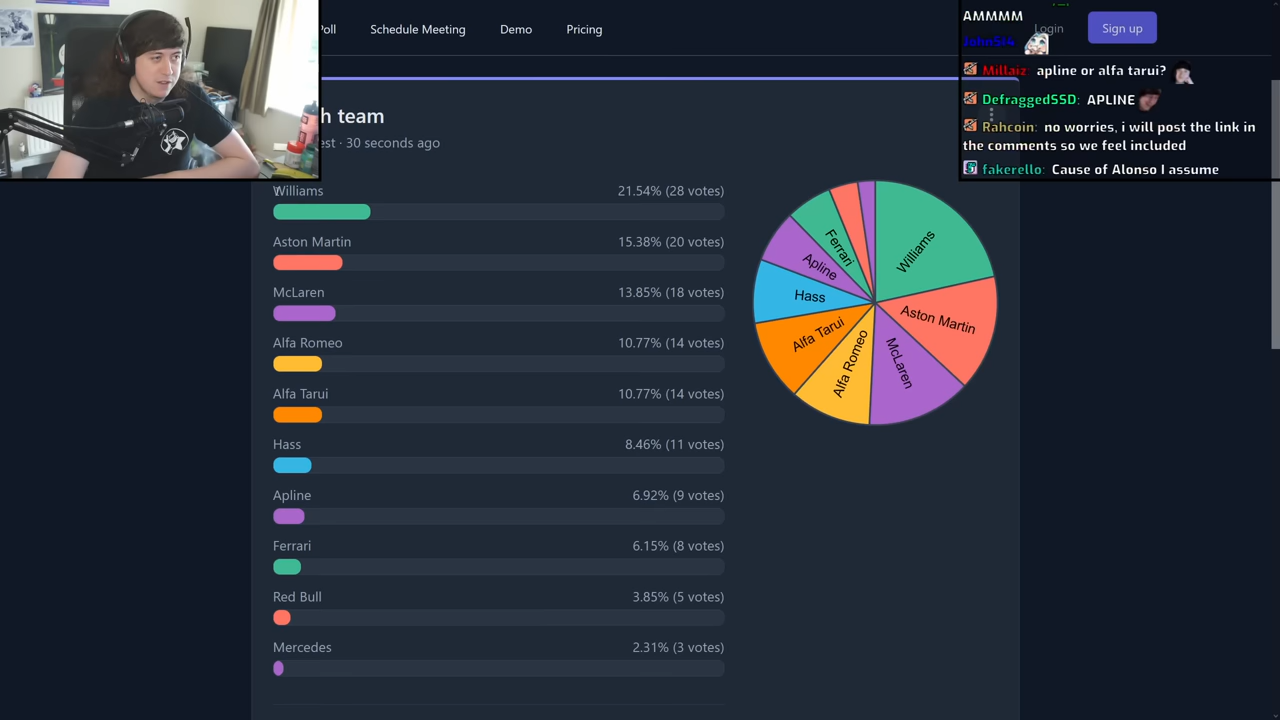 Poll
Schedule Meeting
Demo
Pricing
Login
Sign up
AMMMM
John5t4
Millaiz: apline or alfa tarui?
DefraggedSSD: APLINE
Rahcoin: no worries, i will post the link in
the comments so we feel included
fakerello: Cause of Alonso I assume
h team
est · 30 seconds ago
Williams 21.54% (28 votes)
Aston Martin 15.38% (20 votes)
McLaren 13.85% (18 votes)
Alfa Romeo 10.77% (14 votes)
Alfa Tarui 10.77% (14 votes)
Hass 8.46% (11 votes)
Apline 6.92% (9 votes)
Ferrari 6.15% (8 votes)
Red Bull 3.85% (5 votes)
Mercedes 2.31% (3 votes)
Williams
Aston Martin
McLaren
Alfa Romeo
Alfa Tarui
Hass
Apline
Ferrari